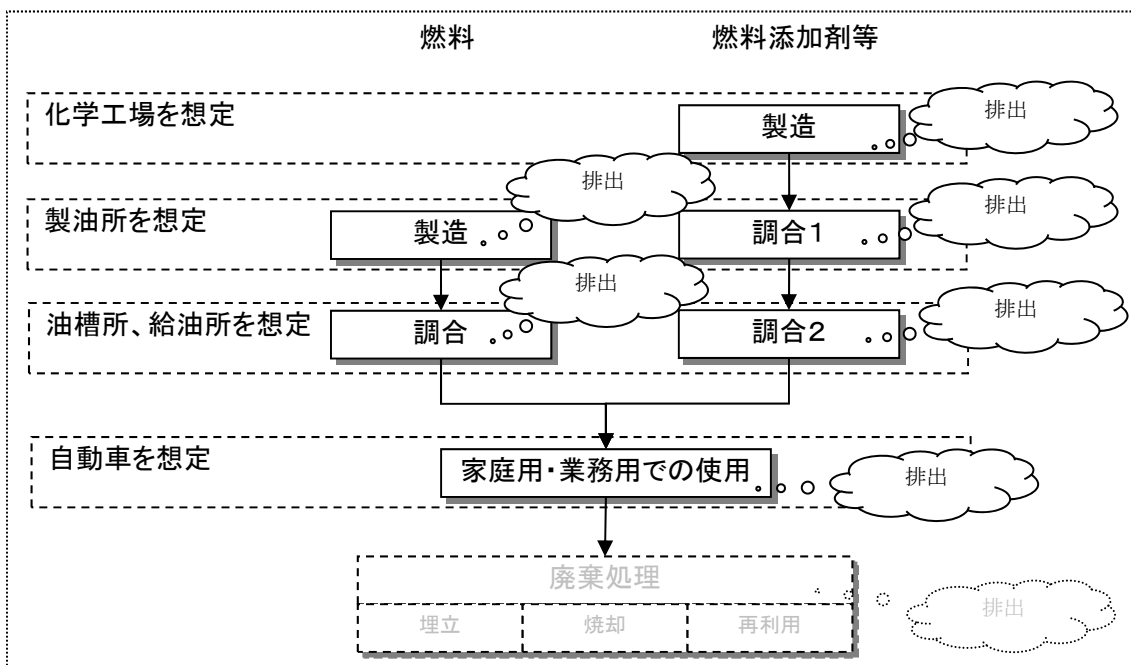 燃料
燃料添加剤等
化学工場を想定
製造
排出
排出
製油所を想定
製造
調合1
排出
排出
油槽所、給油所を想定
調合
調合2
排出
自動車を想定
家庭用・業務用での使用
排出
廃棄処理
排出
埋立
焼却
再利用